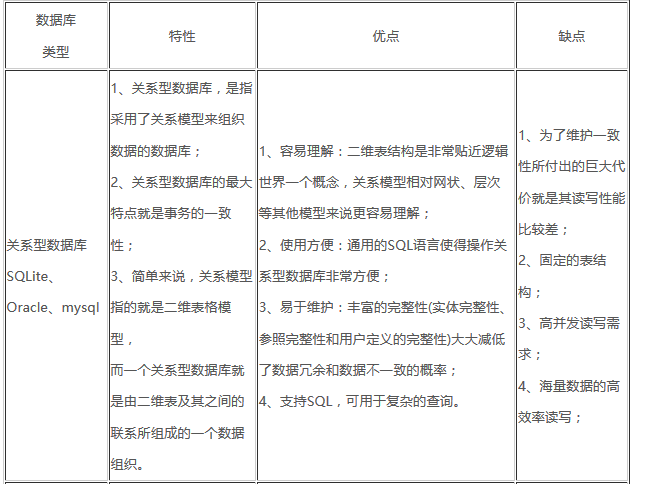 数据库
类型
特性
优点
缺点
关系型数据库
SQLite、
Oracle、mysql
1、关系型数据库，是指
采用了关系模型来组织
数据的数据库；
2、关系型数据库的最大
特点就是事务的一致
性；
3、简单来说，关系模型
指的就是二维表格模
型，
而一个关系型数据库就
是由二维表及其之间的
联系所组成的一个数据
组织。
1、容易理解：二维表结构是非常贴近逻辑
世界一个概念，关系模型相对网状、层次
等其他模型来说更容易理解；
2、使用方便：通用的SQL语言使得操作关
系型数据库非常方便；
3、易于维护：丰富的完整性(实体完整性、
参照完整性和用户定义的完整性)大大减低
了数据冗余和数据不一致的概率；
4、支持SQL，可用于复杂的查询。
1、为了维护一致
性所付出的巨大代
价就是其读写性能
比较差；
2、固定的表结
构；
3、高并发读写需
求；
4、海量数据的高
效率读写；